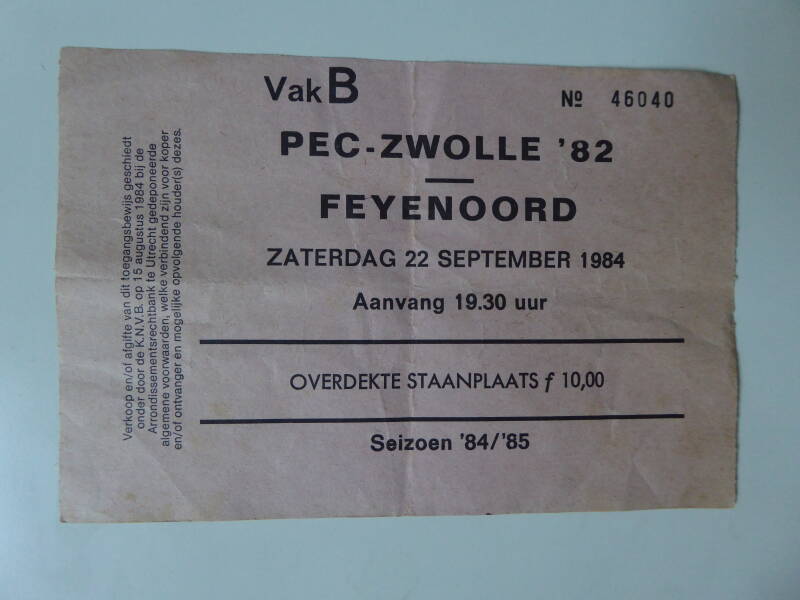 Vak B
Nº 46040
PEC-ZWOLLE '82
—
FEYENOORD
ZATERDAG 22 SEPTEMBER 1984
Aanvang 19.30 uur
OVERDEKTE STAANPLAATS ƒ 10,00
Seizoen '84/'85
Verkoop en/of afgifte van dit toegangsbewijs geschiedt
onder door de K.N.V.B. op 15 augustus 1984 bij de
Arrondissementsrechtbank te Utrecht gedeponeerde
algemene voorwaarden, welke verbindend zijn voor koper
en/of ontvanger en mogelijke opvolgende houder(s) dezes.